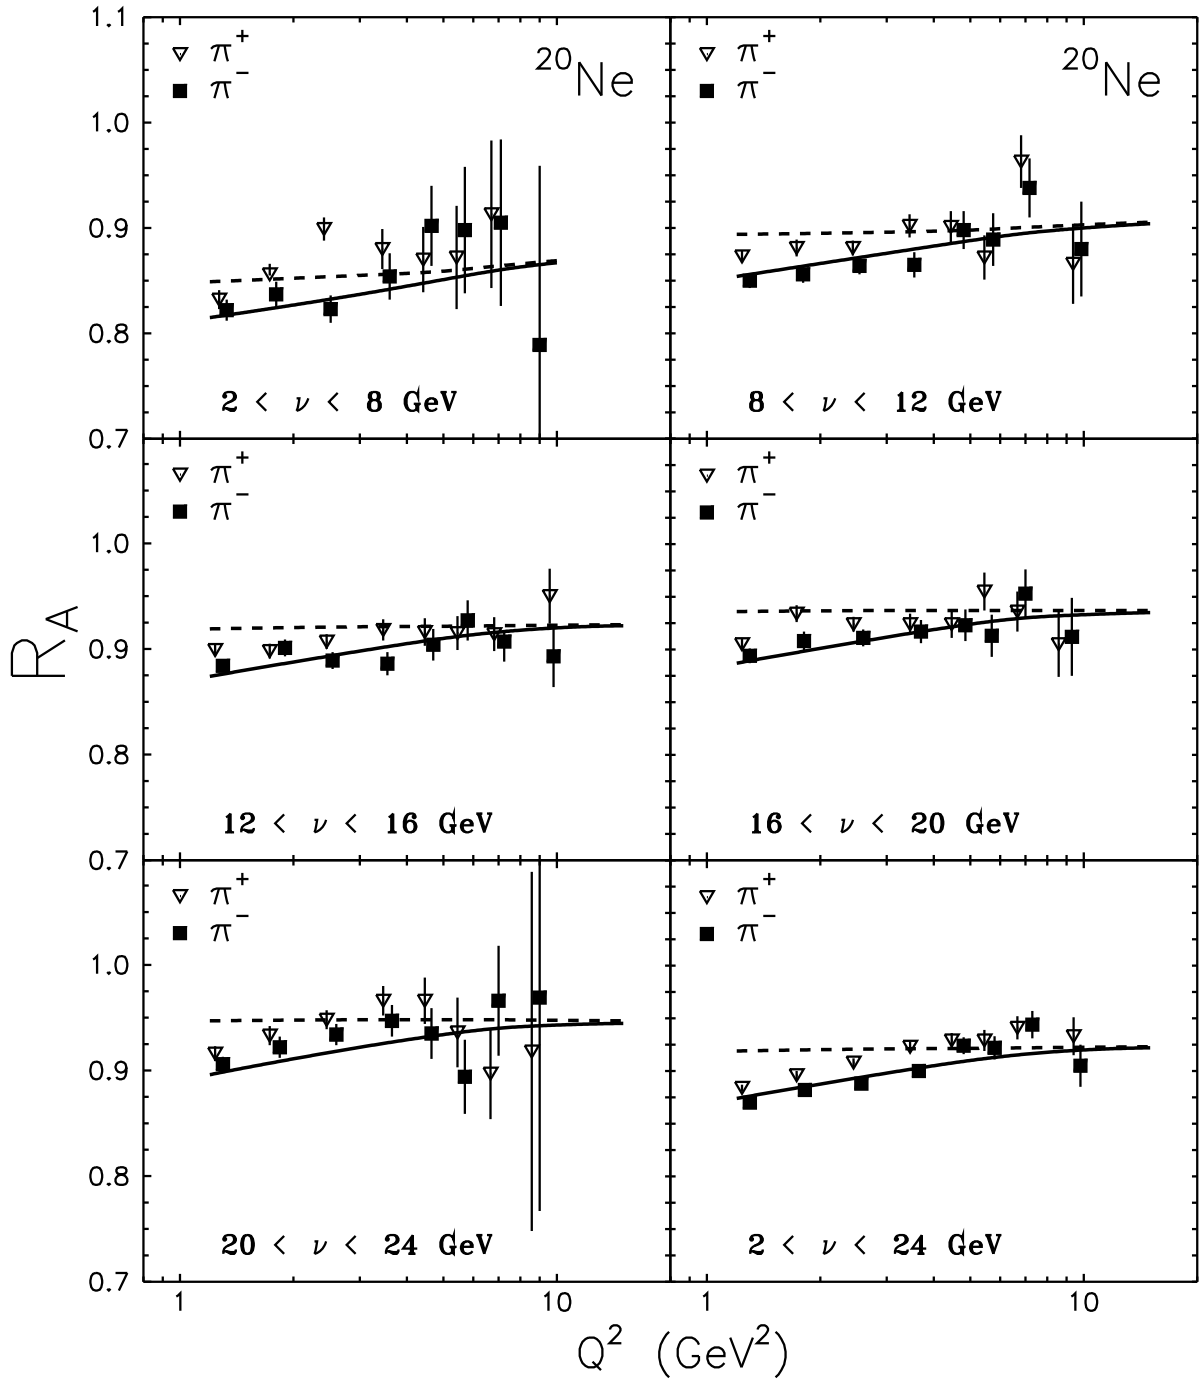 1.1
π⁺ ²⁰Ne π⁺ ²⁰Ne
π⁻ π⁻
1.0
0.9
0.8
2 < ν < 8 GeV 8 < ν < 12 GeV
0.7
π⁺ π⁺
π⁻ π⁻
1.0
R_A
0.9
0.8
12 < ν < 16 GeV 16 < ν < 20 GeV
0.7
π⁺ π⁺
π⁻ π⁻
1.0
0.9
0.8
20 < ν < 24 GeV 2 < ν < 24 GeV
0.7
1 10 1 10
Q² (GeV²)